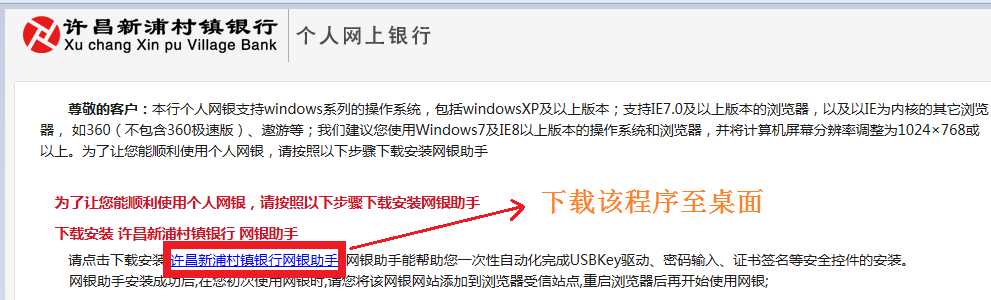 许昌新浦村镇银行
Xu chang Xin pu Village Bank
个人网上银行
尊敬的客户：本行个人网银支持windows系列的操作系统，包括windowsXP及以上版本；支持IE7.0及以上版本的浏览器，以及以IE为内核的其它浏览
器， 如360（不包含360极速版）、遨游等；我们建议您使用Windows7及IE8以上版本的操作系统和浏览器，并将计算机屏幕分辨率调整为1024×768或
以上。为了让您能顺利使用个人网银，请按照以下步骤下载安装网银助手
为了让您能顺利使用个人网银，请按照以下步骤下载安装网银助手
下载该程序至桌面
下载安装 许昌新浦村镇银行 网银助手
请点击下载安装 许昌新浦村镇银行网银助手 网银助手能帮助您一次性自动化完成USBKey驱动、密码输入、证书签名等安全控件的安装。
网银助手安装成功后,在您初次使用网银时,请您将该网银网站添加到浏览器受信站点,重启浏览器后再开始使用网银;